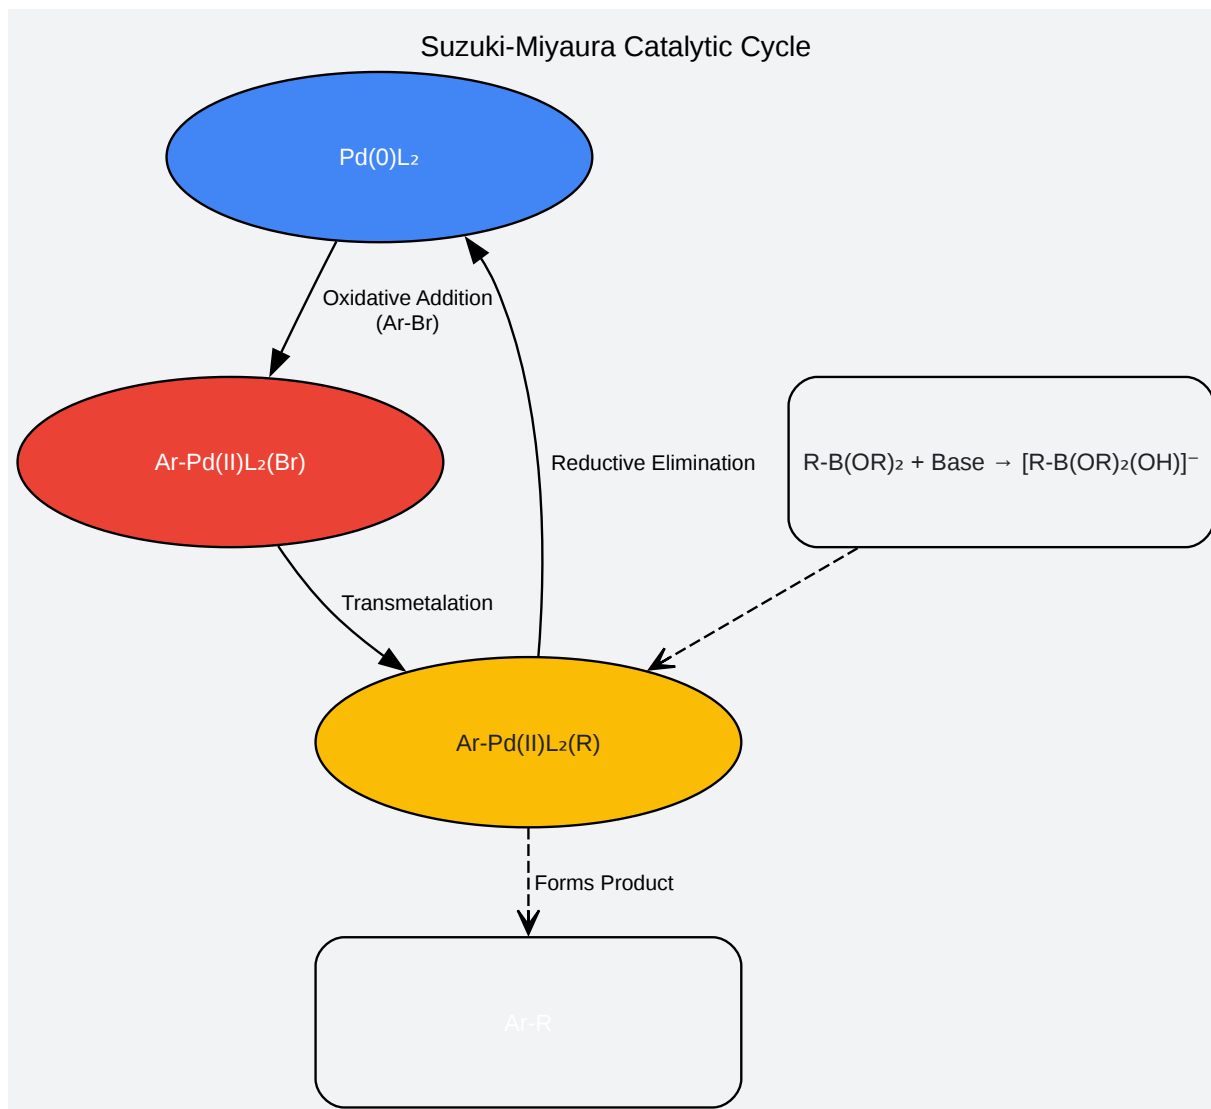 Suzuki-Miyaura Catalytic Cycle
Pd(0)L₂
Oxidative Addition
(Ar-Br)
Ar-Pd(II)L₂(Br)
Reductive Elimination
R-B(OR)₂ + Base → [R-B(OR)₂(OH)]⁻
Transmetalation
Ar-Pd(II)L₂(R)
Forms Product
Ar-R